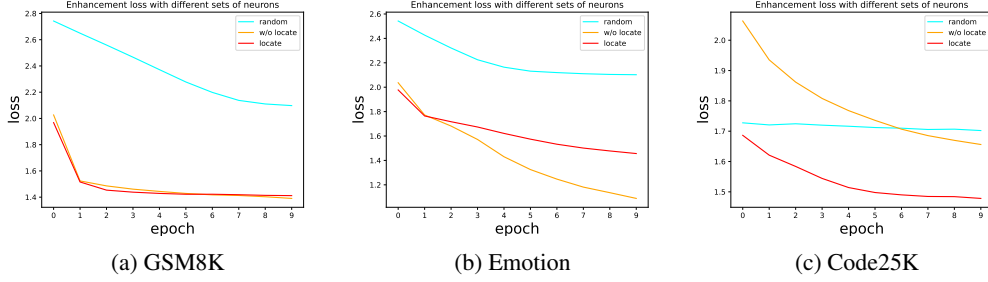 Enhancement loss with different sets of neurons
2.8
2.6
2.4
2.2
2.0
1.8
1.6
1.4
loss
random
w/o locate
locate
0 1 2 3 4 5 6 7 8 9
epoch
(a) GSM8K
Enhancement loss with different sets of neurons
2.6
2.4
2.2
2.0
1.8
1.6
1.4
1.2
loss
random
w/o locate
locate
0 1 2 3 4 5 6 7 8 9
epoch
(b) Emotion
Enhancement loss with different sets of neurons
2.0
1.9
1.8
1.7
1.6
1.5
loss
random
w/o locate
locate
0 1 2 3 4 5 6 7 8 9
epoch
(c) Code25K